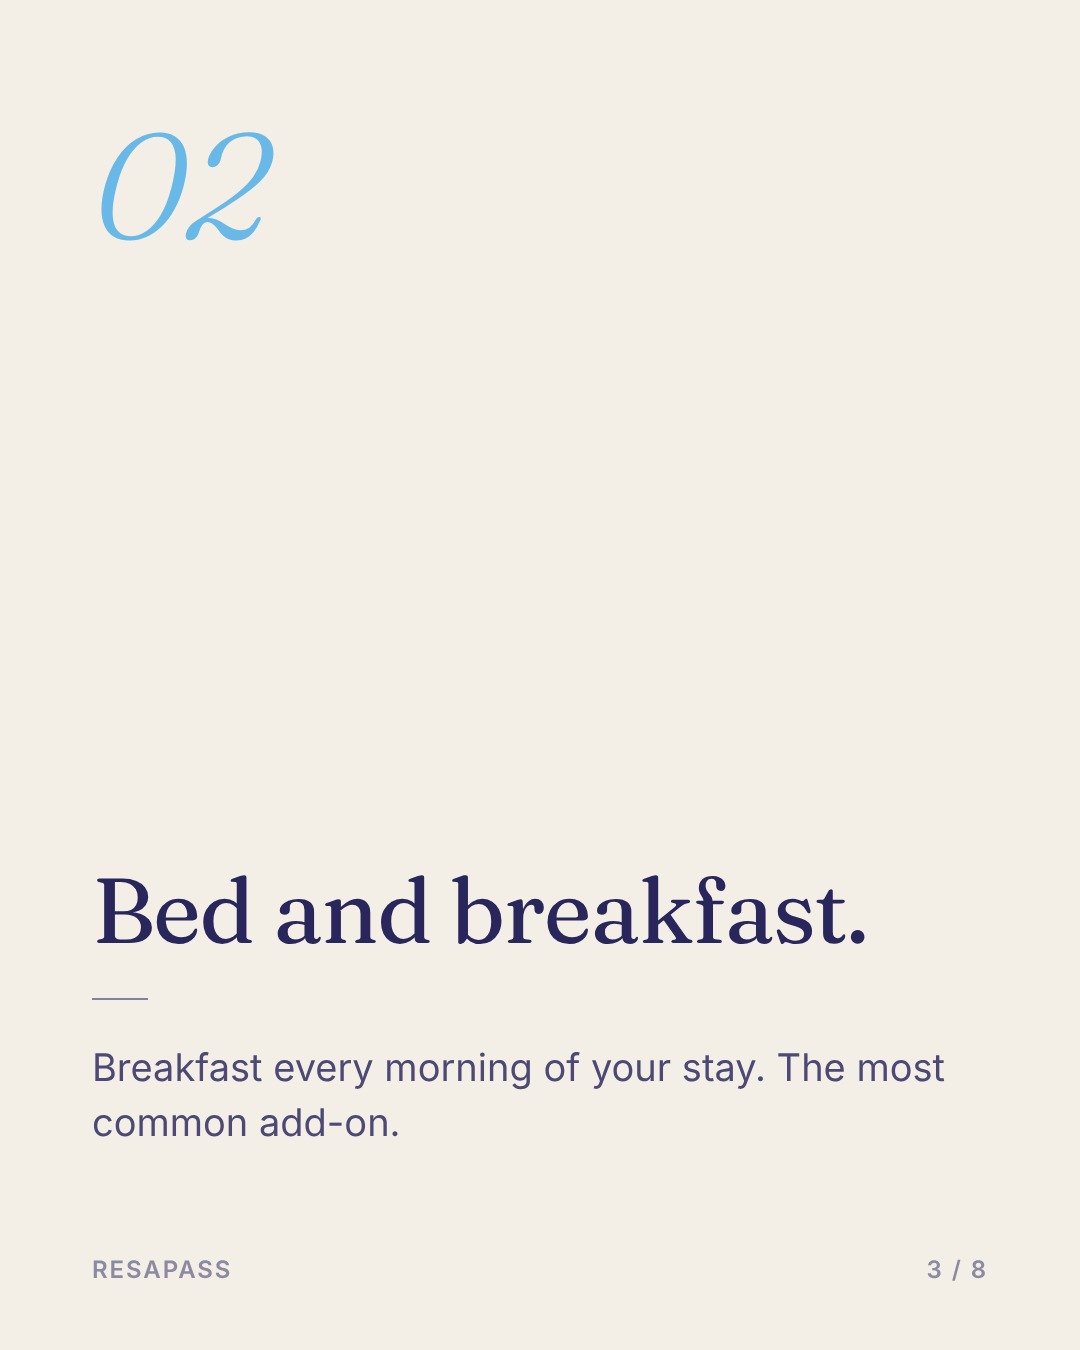 02
Bed and breakfast.
Breakfast every morning of your stay. The most
common add-on.
RESAPASS
3 / 8